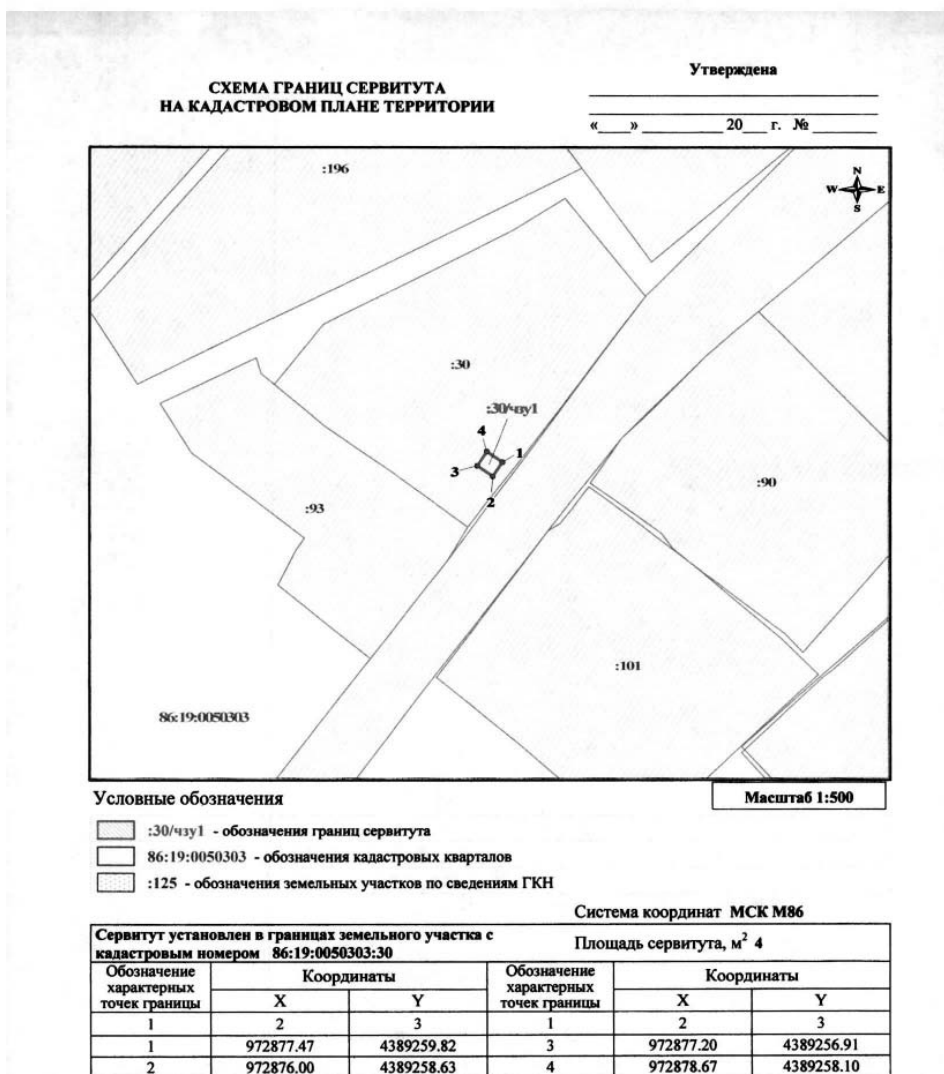 СХЕМА ГРАНИЦ СЕРВИТУТА
НА КАДАСТРОВОМ ПЛАНЕ ТЕРРИТОРИИ
Утверждена
«____» __________ 20___ г. № ________
:196
N
W E
S
:30
:30/чзу1
4
1
3
2
:93
:90
:101
86:19:0050303
Условные обозначения
Масштаб 1:500
:30/чзу1 - обозначения границ сервитута
86:19:0050303 - обозначения кадастровых кварталов
:125 - обозначения земельных участков по сведениям ГКН
Система координат МСК М86
Сервитут установлен в границах земельного участка с
кадастровым номером 86:19:0050303:30
Площадь сервитута, м² 4
Обозначение характерных точек границы Координаты Обозначение характерных точек границы Координаты
X Y X Y
1 2 3 1 2 3
1 972877.47 4389259.82 3 972877.20 4389256.91
2 972876.00 4389258.63 4 972878.67 4389258.10